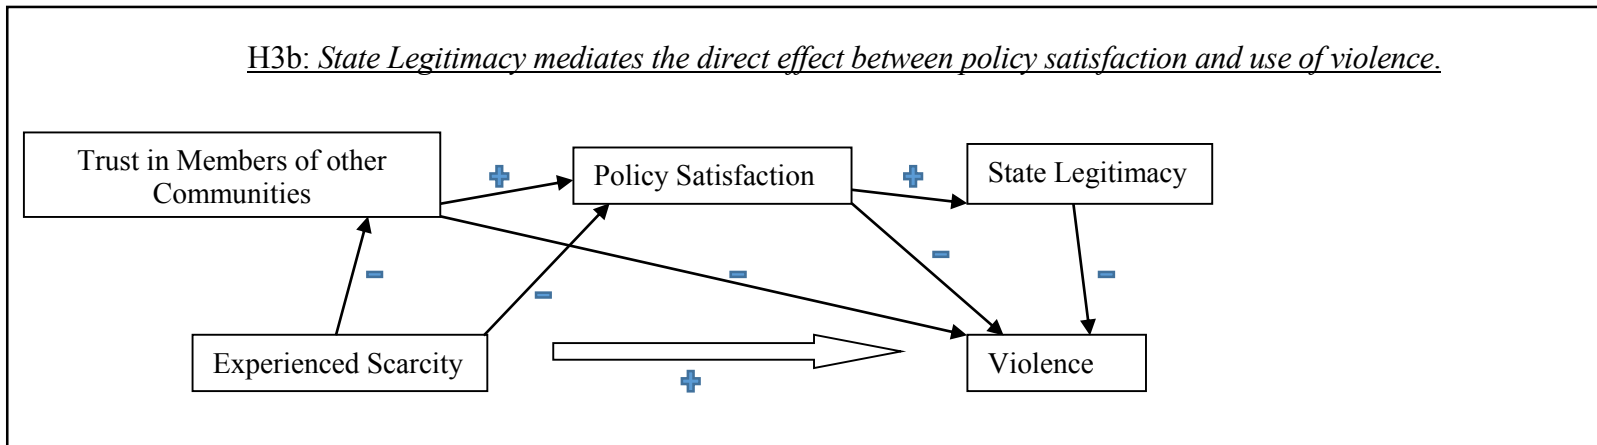 H3b: State Legitimacy mediates the direct effect between policy satisfaction and use of violence.
Trust in Members of other
Communities
Policy Satisfaction
State Legitimacy
Experienced Scarcity
Violence